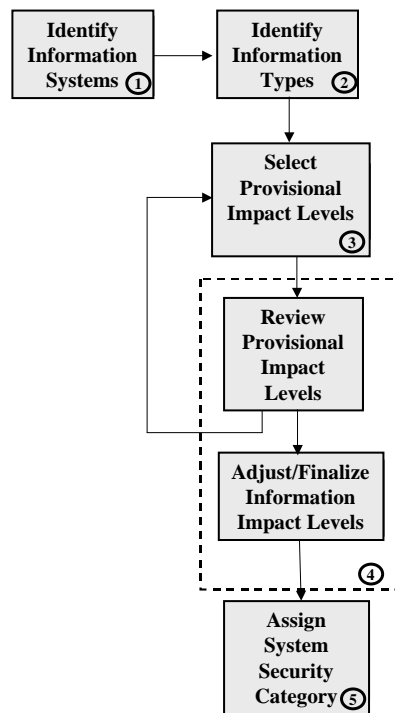 Identify
Information
Systems
1
Identify
Information
Types
2
Select
Provisional
Impact Levels
3
Review
Provisional
Impact
Levels
Adjust/Finalize
Information
Impact Levels
4
Assign
System
Security
Category
5